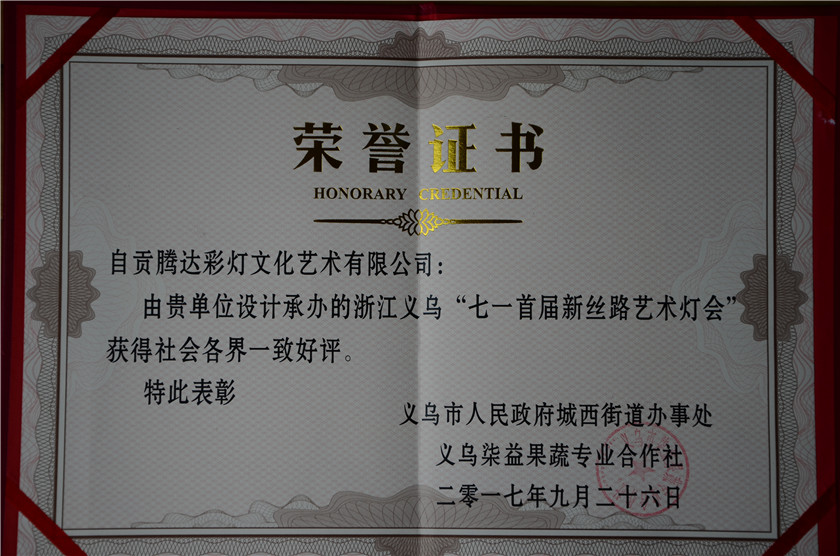 荣誉证书
HONORARY CREDENTIAL
自贡腾达彩灯文化艺术有限公司：
由贵单位设计承办的浙江义乌“七一首届新丝路艺术灯会”
获得社会各界一致好评。
特此表彰
义乌市人民政府城西街道办事处
义乌柒益果蔬专业合作社
二零一七年九月二十六日